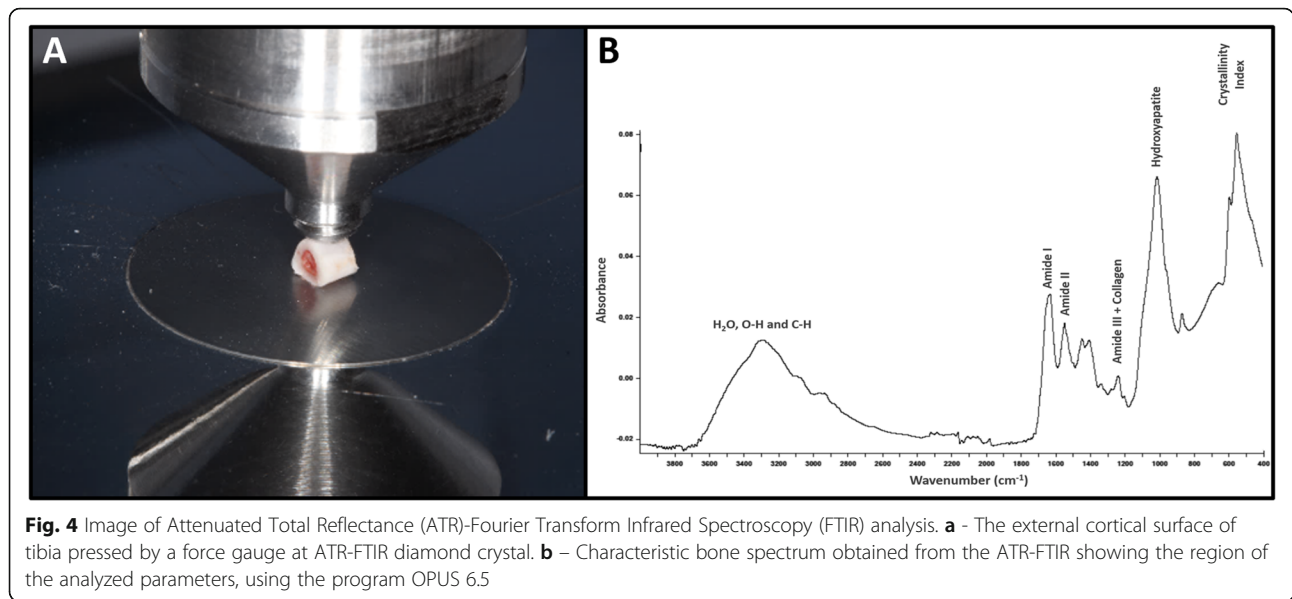 A
B
Crystallinity
Index
Hydroxyapatite
Amide I
Amide II
Amide III + Collagen
H₂O, O-H and C-H
Absorbance
0.08
0.06
0.04
0.02
0.00
-0.02
3800 3600 3400 3200 3000 2800 2600 2400 2200 2000 1800 1600 1400 1200 1000 800 600 400
Wavenumber (cm⁻¹)
Fig. 4 Image of Attenuated Total Reflectance (ATR)-Fourier Transform Infrared Spectroscopy (FTIR) analysis. a - The external cortical surface of
tibia pressed by a force gauge at ATR-FTIR diamond crystal. b – Characteristic bone spectrum obtained from the ATR-FTIR showing the region of
the analyzed parameters, using the program OPUS 6.5